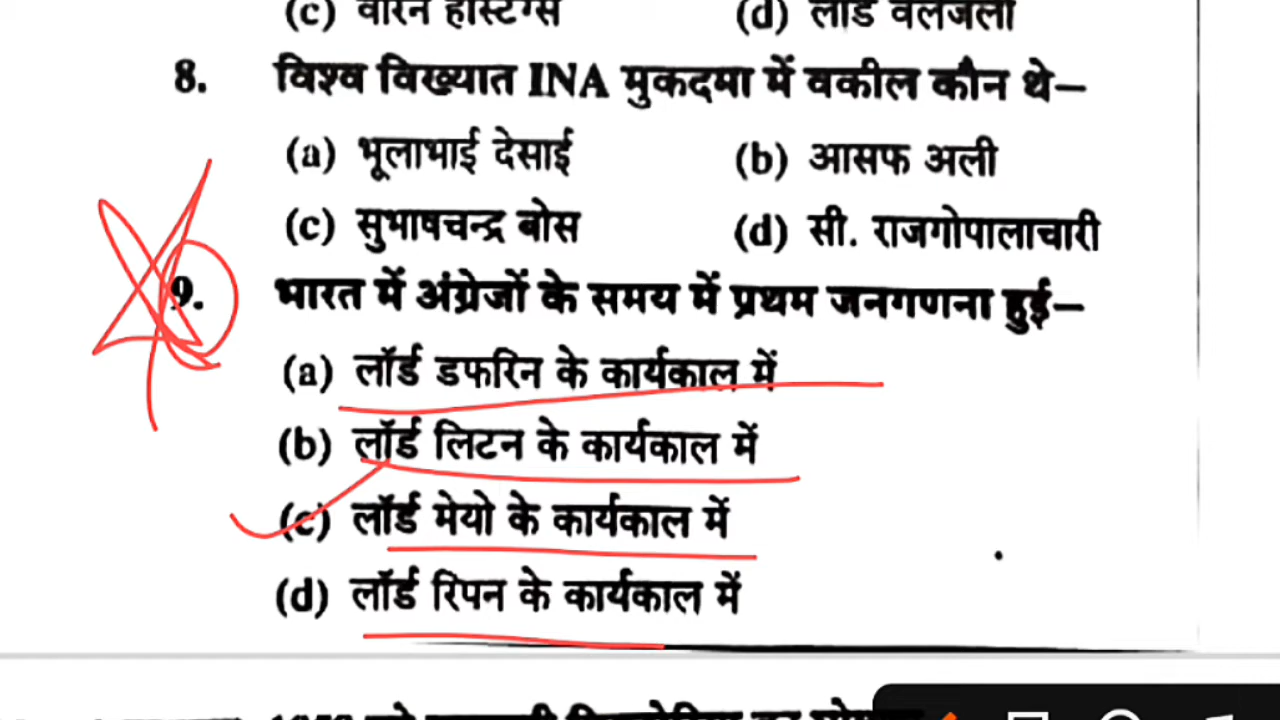 (c) वारेन हेस्टिंग्स (d) लॉर्ड वेलेजली
8. विश्व विख्यात INA मुकदमा में वकील कौन थे–
(a) भूलाभाई देसाई (b) आसफ अली
(c) सुभाषचन्द्र बोस (d) सी. राजगोपालाचारी
9. भारत में अंग्रेजों के समय में प्रथम जनगणना हुई–
(a) लॉर्ड डफरिन के कार्यकाल में
(b) लॉर्ड लिटन के कार्यकाल में
(c) लॉर्ड मेयो के कार्यकाल में
(d) लॉर्ड रिपन के कार्यकाल में